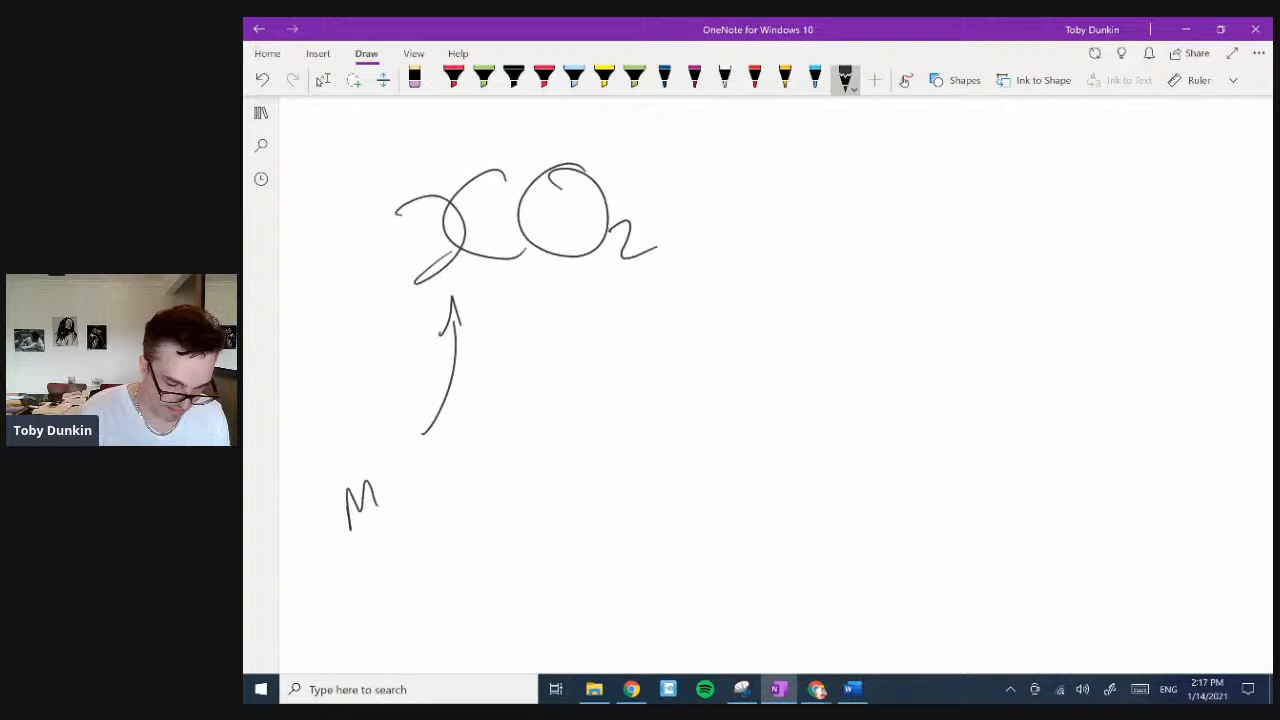 OneNote for Windows 10
Toby Dunkin
Home Insert Draw View Help
Share
Shapes Ink to Shape Ink to Text Ruler
2CO2
M
Toby Dunkin
Type here to search
ENG
2:17 PM
1/14/2021